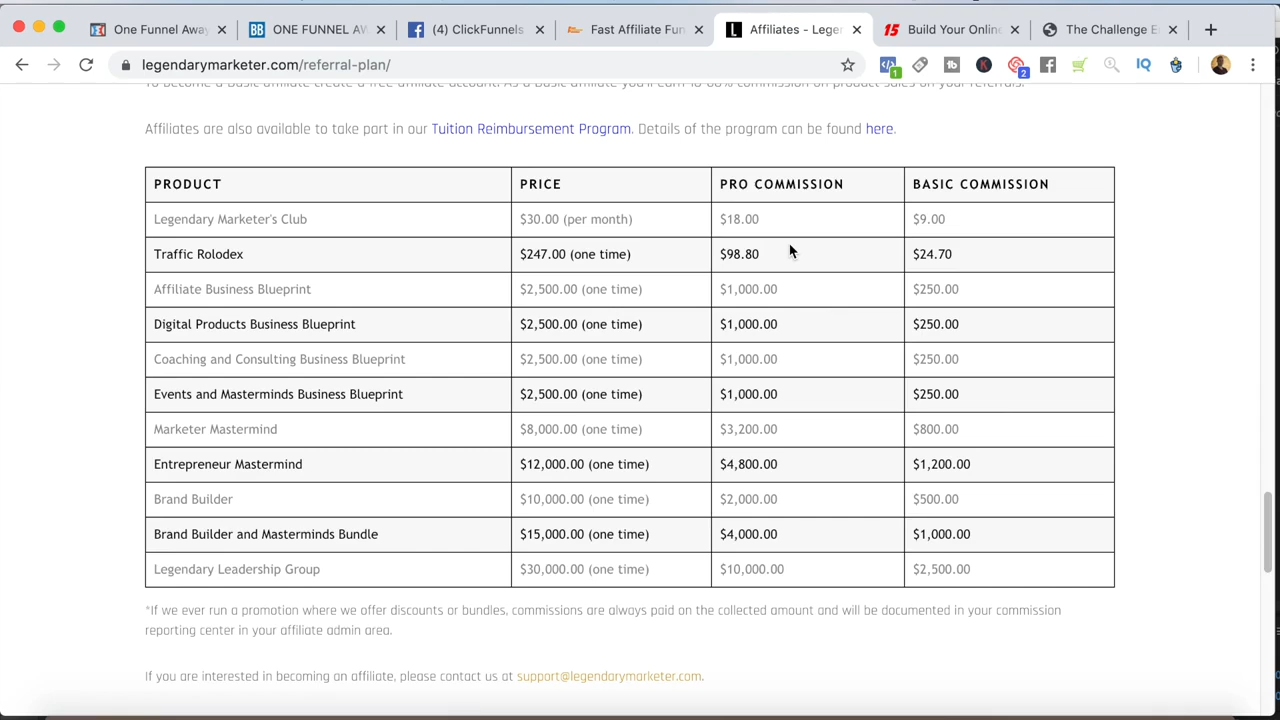 One Funnel Away
ONE FUNNEL AW
(4) ClickFunnels
Fast Affiliate Fun
Affiliates - Leger
Build Your Onlin
The Challenge E
legendarymarketer.com/referral-plan/
1
2
Affiliates are also available to take part in our Tuition Reimbursement Program. Details of the program can be found here.
PRODUCT PRICE PRO COMMISSION BASIC COMMISSION
Legendary Marketer's Club $30.00 (per month) $18.00 $9.00
Traffic Rolodex $247.00 (one time) $98.80 $24.70
Affiliate Business Blueprint $2,500.00 (one time) $1,000.00 $250.00
Digital Products Business Blueprint $2,500.00 (one time) $1,000.00 $250.00
Coaching and Consulting Business Blueprint $2,500.00 (one time) $1,000.00 $250.00
Events and Masterminds Business Blueprint $2,500.00 (one time) $1,000.00 $250.00
Marketer Mastermind $8,000.00 (one time) $3,200.00 $800.00
Entrepreneur Mastermind $12,000.00 (one time) $4,800.00 $1,200.00
Brand Builder $10,000.00 (one time) $2,000.00 $500.00
Brand Builder and Masterminds Bundle $15,000.00 (one time) $4,000.00 $1,000.00
Legendary Leadership Group $30,000.00 (one time) $10,000.00 $2,500.00
*If we ever run a promotion where we offer discounts or bundles, commissions are always paid on the collected amount and will be documented in your commission
reporting center in your affiliate admin area.
If you are interested in becoming an affiliate, please contact us at support@legendarymarketer.com.